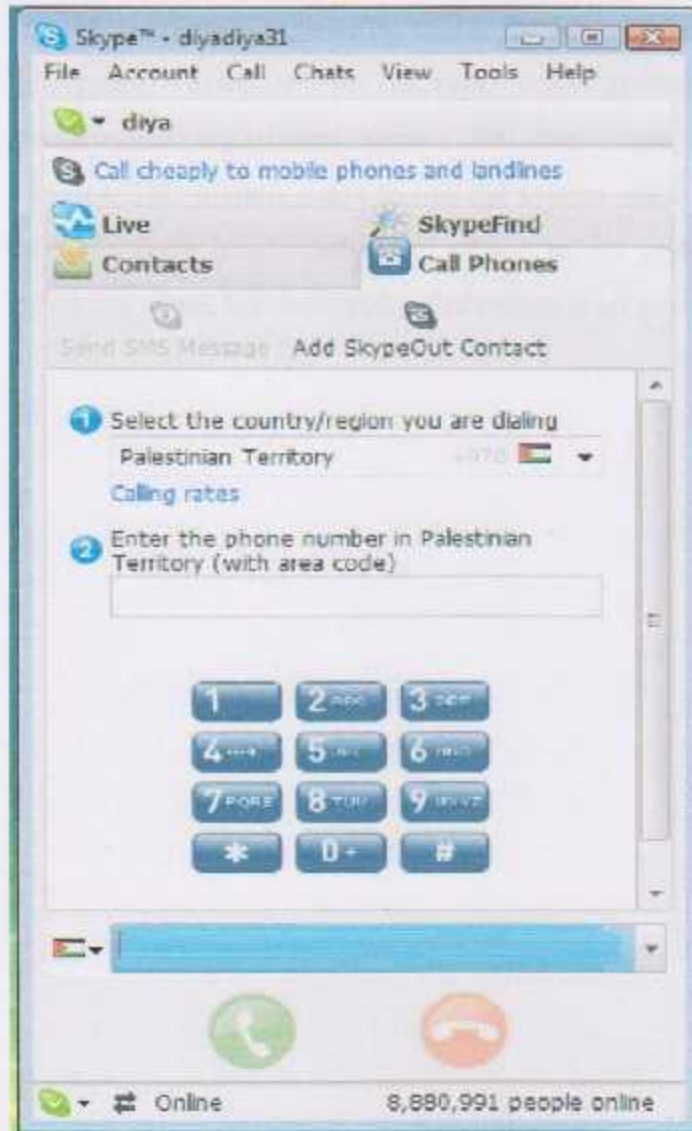 Skype™ - diyadiya31
File Account Call Chats View Tools Help
diya
Call cheaply to mobile phones and landlines
Live SkypeFind
Contacts Call Phones
Send SMS Message Add SkypeOut Contact
1 Select the country/region you are dialing
Palestinian Territory +970
Calling rates
2 Enter the phone number in Palestinian
Territory (with area code)
1 2 3
4 5 6
7 8 9
* 0+ #
Online 8,880,991 people online